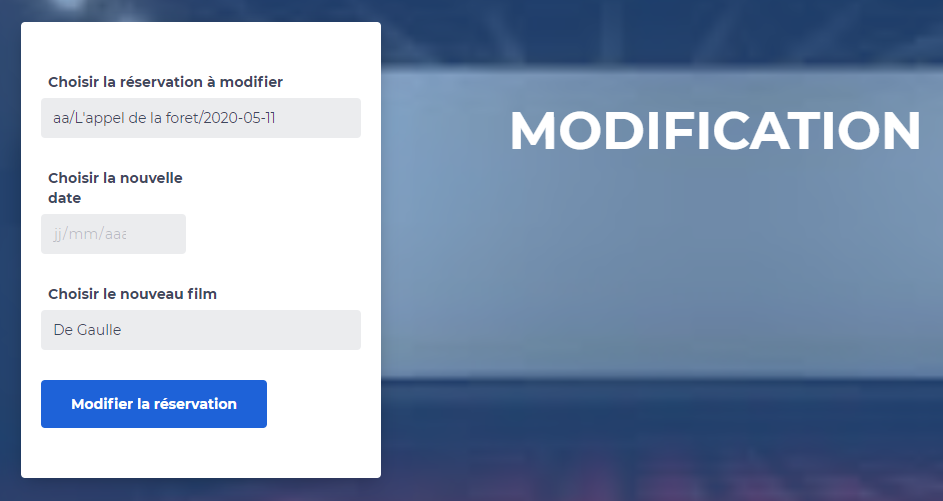 Choisir la réservation à modifier
aa/L'appel de la foret/2020-05-11
Choisir la nouvelle
date
jj/mm/aaa
Choisir le nouveau film
De Gaulle
Modifier la réservation
MODIFICATION